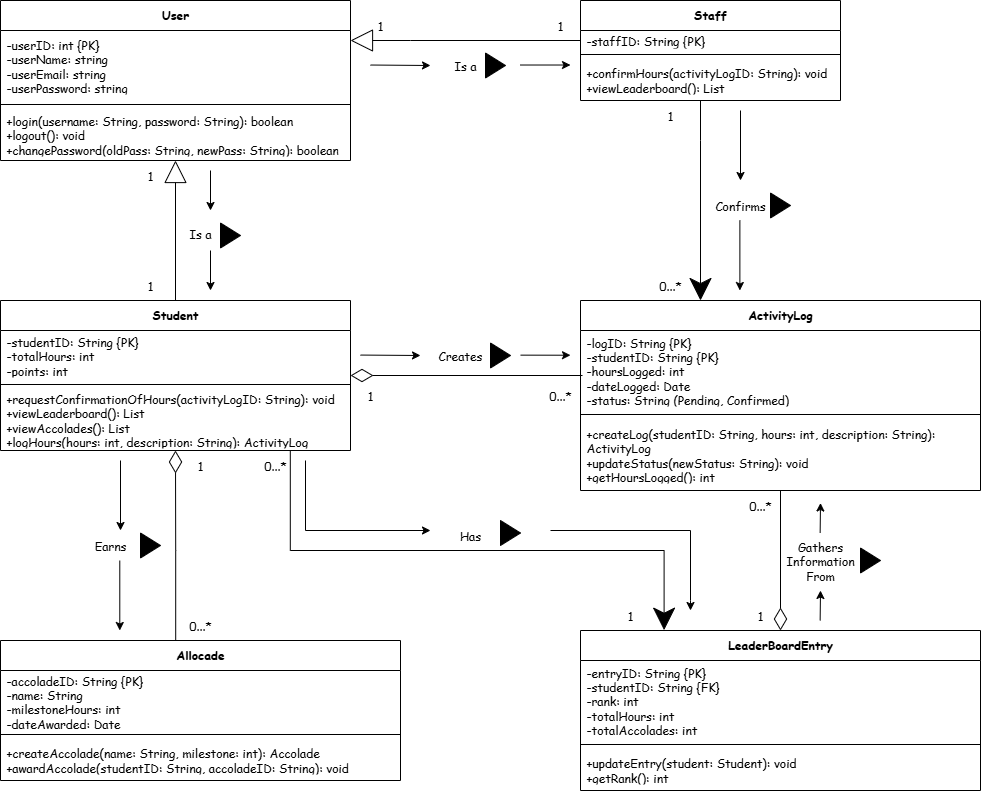 User
-userID: int {PK}
-userName: string
-userEmail: string
-userPassword: string
+login(username: String, password: String): boolean
+logout(): void
+changePassword(oldPass: String, newPass: String): boolean
1
1
Is a
Staff
-staffID: String {PK}
+confirmHours(activityLogID: String): void
+viewLeaderboard(): List
1
Is a
1
1
Confirms
0...*
Student
-studentID: String {PK}
-totalHours: int
-points: int
+requestConfirmationOfHours(activityLogID: String): void
+viewLeaderboard(): List
+viewAccolades(): List
+logHours(hours: int, description: String): ActivityLog
Creates
1
0...*
ActivityLog
-logID: String {PK}
-studentID: String {PK}
-hoursLogged: int
-dateLogged: Date
-status: String (Pending, Confirmed)
+createLog(studentID: String, hours: int, description: String):
ActivityLog
+updateStatus(newStatus: String): void
+getHoursLogged(): int
1
0...*
Earns
0...*
Has
1
0...*
Gathers
Information
From
1
Allocade
-accoladeID: String {PK}
-name: String
-milestoneHours: int
-dateAwarded: Date
+createAccolade(name: String, milestone: int): Accolade
+awardAccolade(studentID: String, accoladeID: String): void
LeaderBoardEntry
-entryID: String {PK}
-studentID: String {FK}
-rank: int
-totalHours: int
-totalAccolades: int
+updateEntry(student: Student): void
+getRank(): int